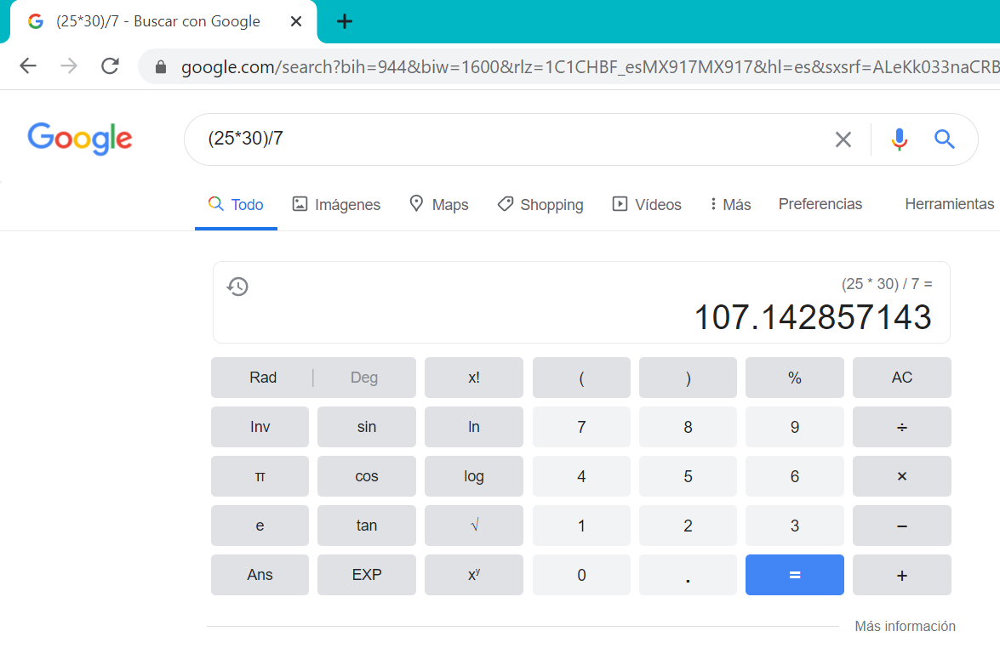 (25*30)/7 - Buscar con Google
google.com/search?bih=944&biw=1600&rlz=1C1CHBF_esMX917MX917&hl=es&sxsrf=ALeKk033naCRB
Google
(25*30)/7
Todo Imágenes Maps Shopping Vídeos Más Preferencias Herramientas
(25 * 30) / 7 =
107.142857143
Rad | Deg x! ( ) % AC
Inv sin ln 7 8 9 ÷
π cos log 4 5 6 ×
e tan √ 1 2 3 −
Ans EXP xʸ 0 . = +
Más información